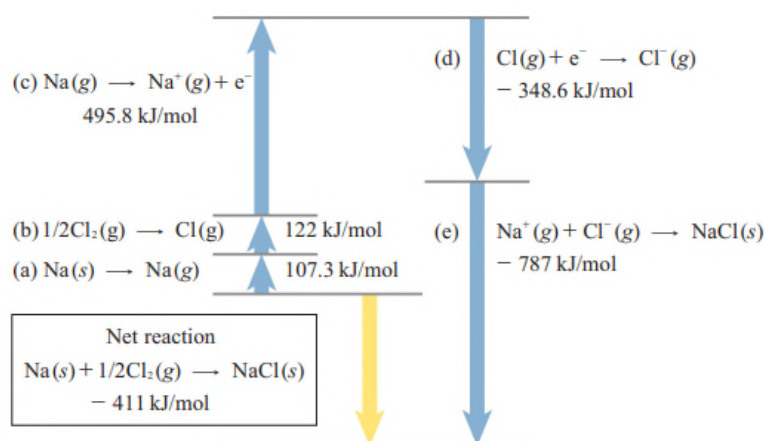 (c) Na(g) → Na⁺(g) + e⁻
495.8 kJ/mol
(d) Cl(g) + e⁻ → Cl⁻(g)
− 348.6 kJ/mol
(b) 1/2Cl₂(g) → Cl(g) 122 kJ/mol
(a) Na(s) → Na(g) 107.3 kJ/mol
(e) Na⁺(g) + Cl⁻(g) → NaCl(s)
− 787 kJ/mol
Net reaction
Na(s) + 1/2Cl₂(g) → NaCl(s)
− 411 kJ/mol